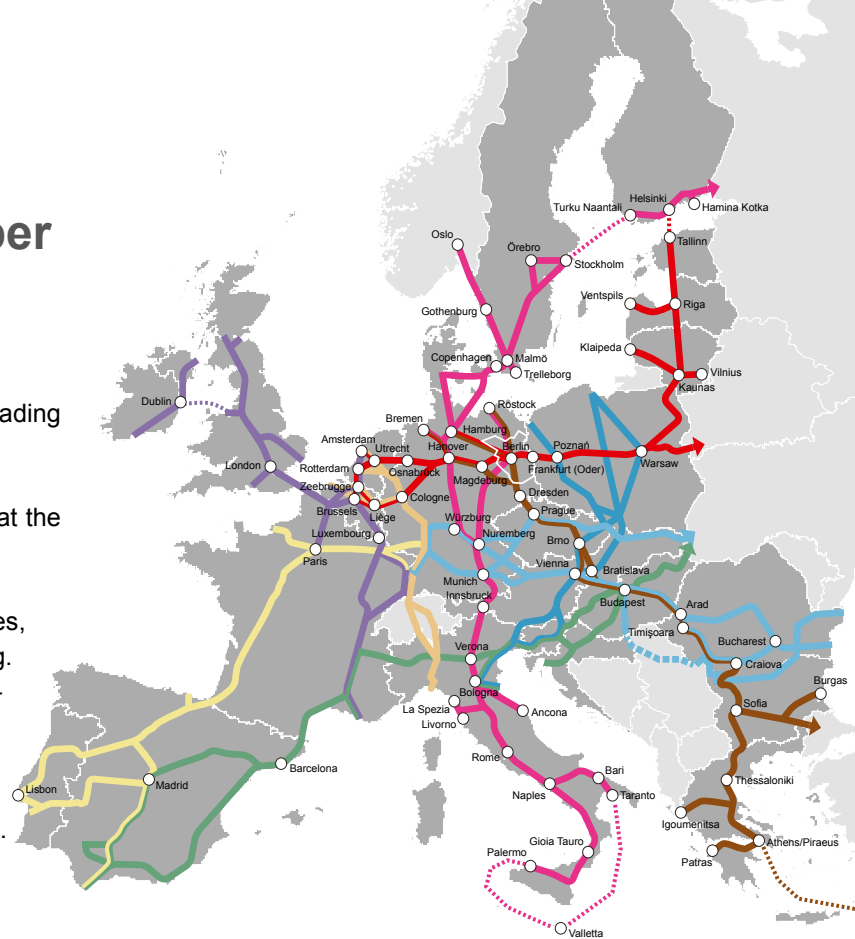 ber
Oslo
Örebro
Stockholm
Turku Naantali
Helsinki
Hamina Kotka
Tallinn
Ventspils
Riga
Klaipeda
Vilnius
Kaunas
Gothenburg
Copenhagen
Malmö
Trelleborg
Röstock
Dublin
London
ading
Bremen
Hamburg
Amsterdam
Utrecht
Hanover
Berlin
Poznań
Rotterdam
Osnabrück
Frankfurt (Oder)
Warsaw
Zeebrugge
Cologne
Magdeburg
Dresden
Brussels
Liège
Würzburg
Prague
at the
Luxembourg
Nuremberg
Brno
Paris
Vienna
Bratislava
Munich
Innsbruck
Budapest
Arad
es,
Timişoara
Bucharest
g.
Verona
Craiova
Bologna
Burgas
La Spezia
Ancona
Sofia
Livorno
Rome
Barcelona
Madrid
Lisbon
Bari
Naples
Taranto
Thessaloniki
Igoumenitsa
Gioia Tauro
Athens/Piraeus
Palermo
Patras
Valletta